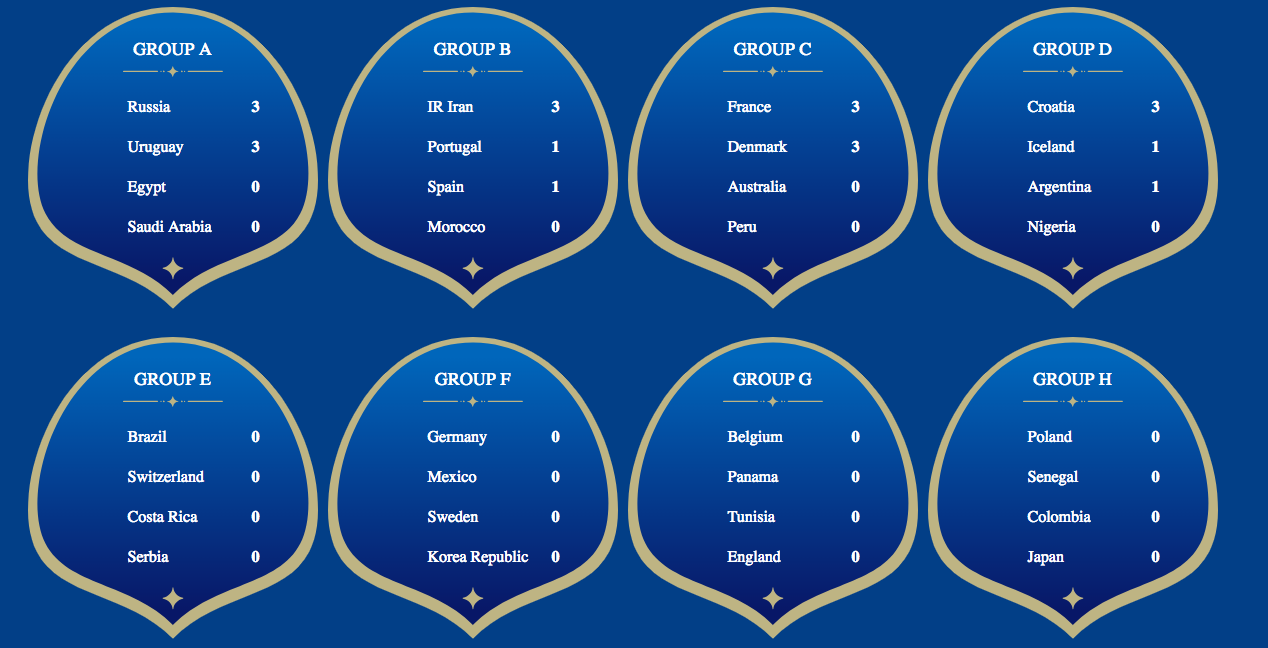 GROUP A
Russia 3
Uruguay 3
Egypt 0
Saudi Arabia 0
GROUP B
IR Iran 3
Portugal 1
Spain 1
Morocco 0
GROUP C
France 3
Denmark 3
Australia 0
Peru 0
GROUP D
Croatia 3
Iceland 1
Argentina 1
Nigeria 0
GROUP E
Brazil 0
Switzerland 0
Costa Rica 0
Serbia 0
GROUP F
Germany 0
Mexico 0
Sweden 0
Korea Republic 0
GROUP G
Belgium 0
Panama 0
Tunisia 0
England 0
GROUP H
Poland 0
Senegal 0
Colombia 0
Japan 0